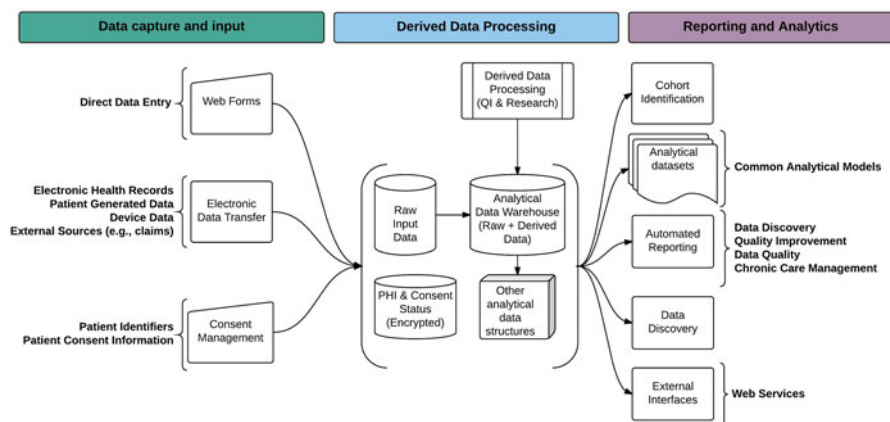 Data capture and input
Derived Data Processing
Reporting and Analytics
Direct Data Entry
Web Forms
Electronic Health Records
Patient Generated Data
Device Data
External Sources (e.g., claims)
Electronic
Data Transfer
Patient Identifiers
Patient Consent Information
Consent
Management
Derived Data
Processing
(QI & Research)
Raw
Input
Data
Analytical
Data Warehouse
(Raw + Derived
Data)
PHI & Consent
Status
(Encrypted)
Other
analytical
data
structures
Cohort
Identification
Analytical
datasets
Common Analytical Models
Automated
Reporting
Data Discovery
Quality Improvement
Data Quality
Chronic Care Management
Data
Discovery
External
Interfaces
Web Services